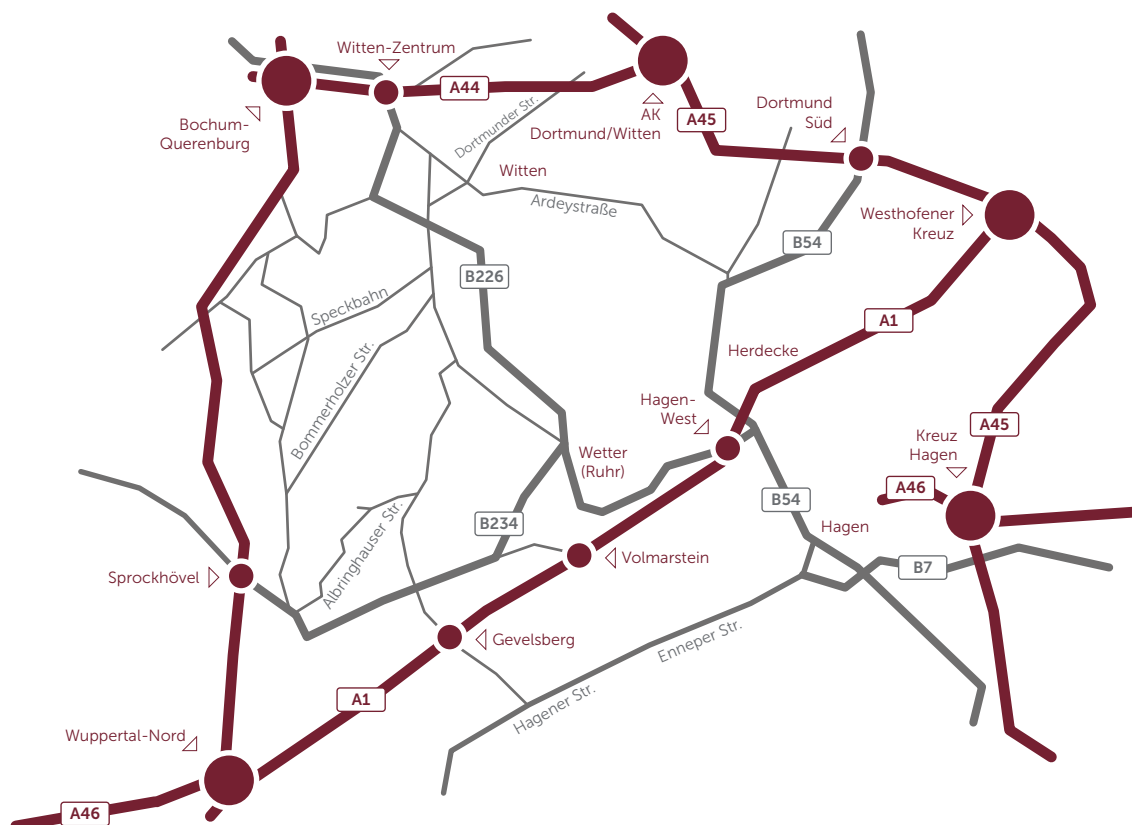 Witten-Zentrum
A44
Bochum-
Querenburg
Dortmunder Str.
AK
Dortmund/Witten
A45
Dortmund
Süd
Witten
Ardeystraße
Westhofener
Kreuz
B54
B226
Speckbahn
A1
Herdecke
Bommerholzer Str.
Hagen-
West
A45
Kreuz
Hagen
Wetter
(Ruhr)
A46
B54
B234
Albringhauser Str.
Hagen
Volmarstein
B7
Sprockhövel
Gevelsberg
Enneper Str.
A1
Hagener Str.
Wuppertal-Nord
A46